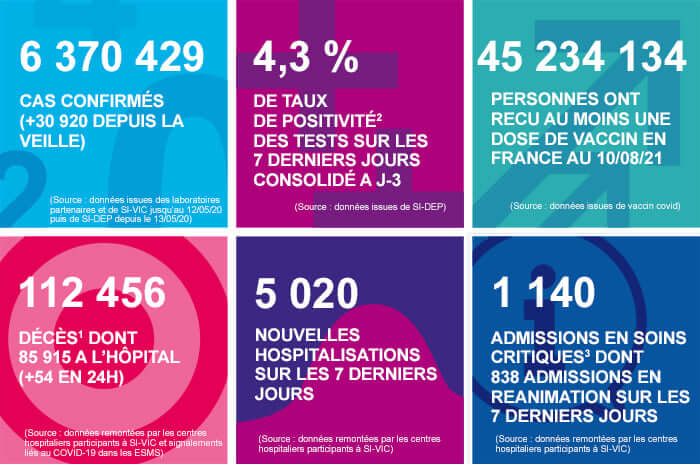 6 370 429
CAS CONFIRMÉS
(+30 920 DEPUIS LA
VEILLE)
(Source : données issues des laboratoires
partenaires et de SI-VIC jusqu'au 12/05/20
puis de SI-DEP depuis le 13/05/20)
4,3 %
DE TAUX
DE POSITIVITÉ²
DES TESTS SUR LES
7 DERNIERS JOURS
CONSOLIDÉ A J-3
(Source : données issues de SI-DEP)
45 234 134
PERSONNES ONT
RECU AU MOINS UNE
DOSE DE VACCIN EN
FRANCE AU 10/08/21
(Source : données issues de vaccin covid)
112 456
DÉCÈS¹ DONT
85 915 A L'HÔPITAL
(+54 EN 24H)
(Source : données remontées par les centres
hospitaliers participants à SI-VIC et signalements
liés au COVID-19 dans les ESMS)
5 020
NOUVELLES
HOSPITALISATIONS
SUR LES 7 DERNIERS
JOURS
(Source : données remontées par les centres
hospitaliers participants à SI-VIC)
1 140
ADMISSIONS EN SOINS
CRITIQUES³ DONT
838 ADMISSIONS EN
REANIMATION SUR LES
7 DERNIERS JOURS
(Source : données remontées par les centres
hospitaliers participants à SI-VIC)